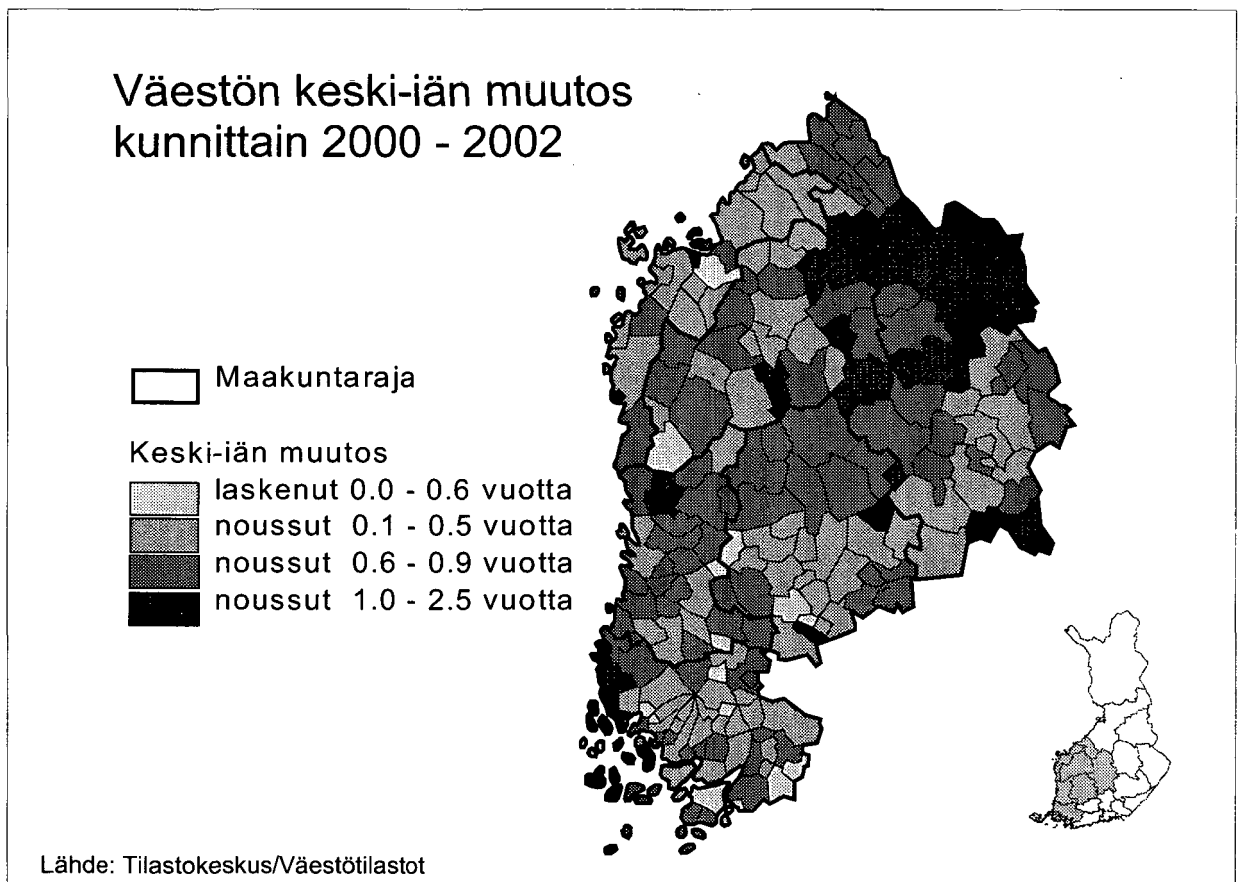 Väestön keski-iän muutos
kunnittain 2000 - 2002
Maakuntaraja
Keski-iän muutos
laskenut 0.0 - 0.6 vuotta
noussut 0.1 - 0.5 vuotta
noussut 0.6 - 0.9 vuotta
noussut 1.0 - 2.5 vuotta
Lähde: Tilastokeskus/Väestötilastot